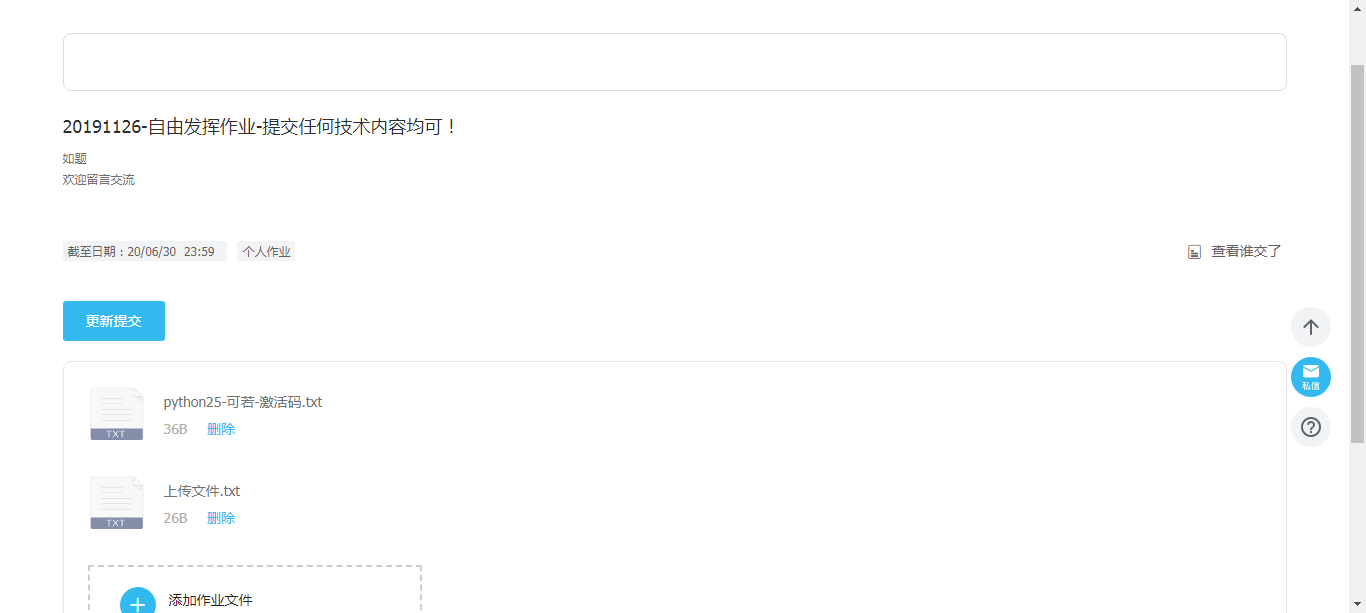 20191126-自由发挥作业-提交任何技术内容均可！
如题
欢迎留言交流
截至日期：20/06/30 23:59 个人作业
查看谁交了
更新提交
私信
python25-可若-激活码.txt
TXT
36B 删除
上传文件.txt
TXT
26B 删除
添加作业文件